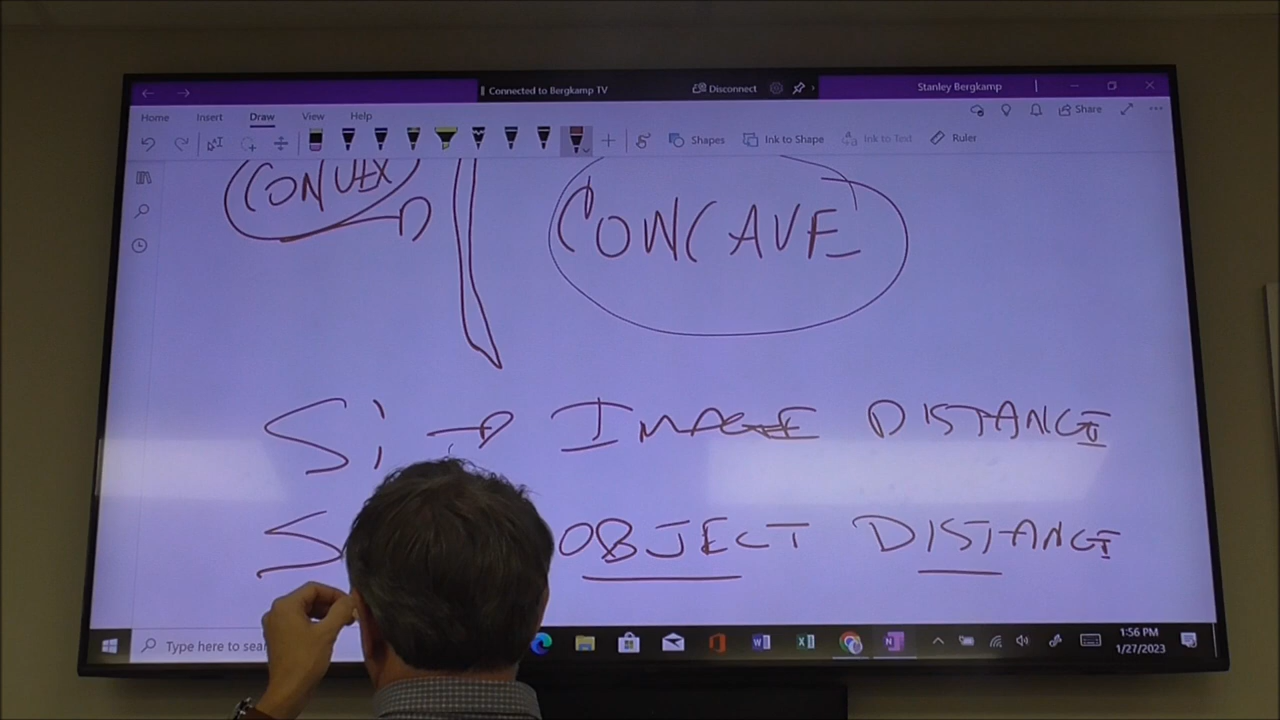 Connected to Bergkamp TV
Disconnect
Stanley Bergkamp
Home Insert Draw View Help
Share
Shapes Ink to Shape Ink to Text Ruler
CONVEX
CONCAVE
Si → IMAGE DISTANCE
S OBJECT DISTANCE
Type here to sear
1:56 PM
1/27/2023